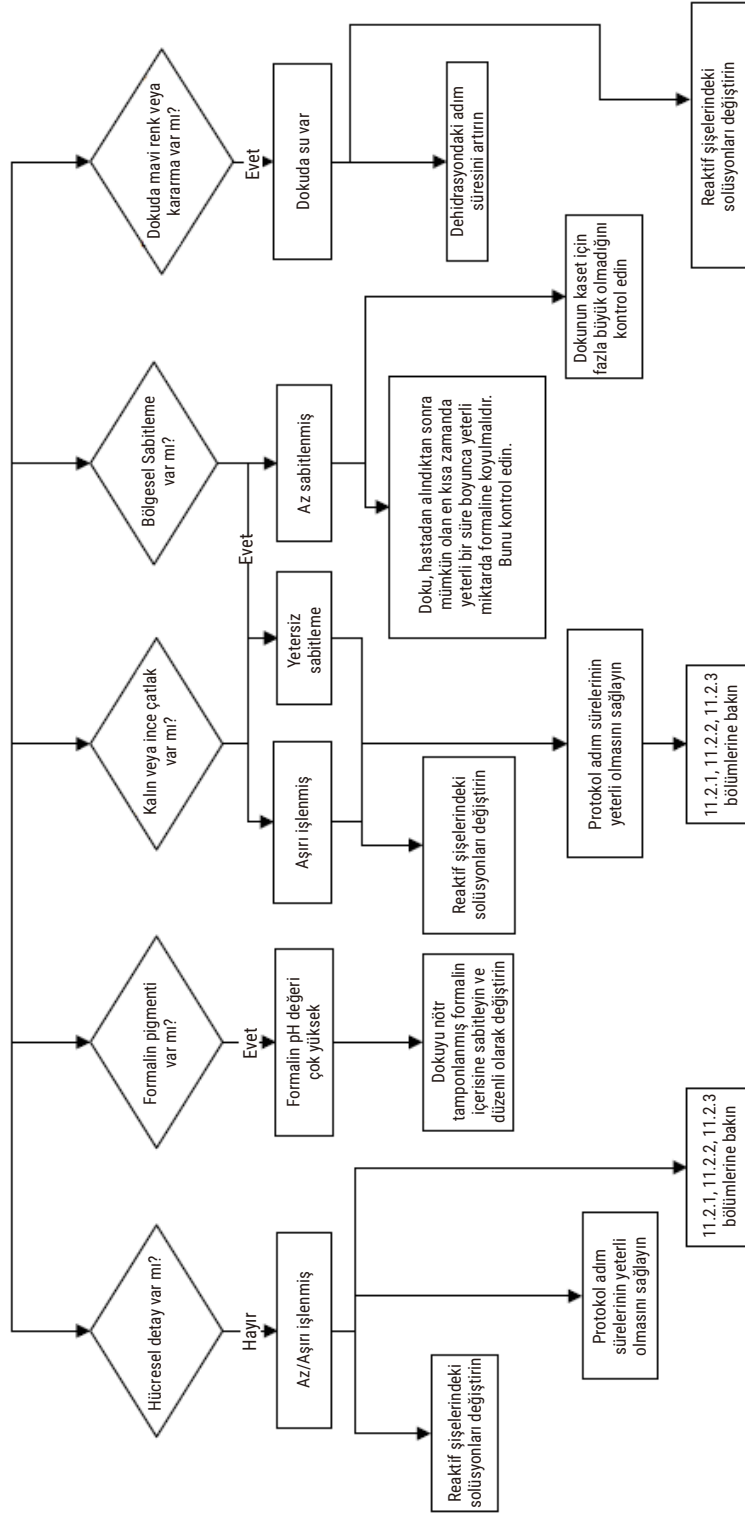 Hücresel detay var mı?
Hayır
Az/Aşırı işlenmiş
Reaktif şişelerindeki
solüsyonları değiştirin
Protokol adım
sürelerinin yeterli
olmasını sağlayın
11.2.1, 11.2.2, 11.2.3
bölümlerine bakın
Formalin pigmenti
var mı?
Evet
Formalin pH değeri
çok yüksek
Dokuyu nötr
tamponlanmış formalin
içerisine sabitleyin ve
düzenli olarak değiştirin
Kalın veya ince çatlak
var mı?
Aşırı işlenmiş
Yetersiz
sabitleme
Reaktif şişelerindeki
solüsyonları değiştirin
Protokol adım sürelerinin
yeterli olmasını sağlayın
11.2.1, 11.2.2, 11.2.3
bölümlerine bakın
Bölgesel Sabitleme
var mı?
Evet
Az sabitlenmiş
Doku, hastadan alındıktan sonra
mümkün olan en kısa zamanda
yeterli bir süre boyunca yeterli
miktarda formaline koyulmalıdır.
Bunu kontrol edin.
Dokunun kaset için
fazla büyük olmadığını
kontrol edin
Dokuda mavi renk veya
kararma var mı?
Evet
Dokuda su var
Dehidrasyondaki adım
süresini artırın
Reaktif şişelerindeki
solüsyonları değiştirin